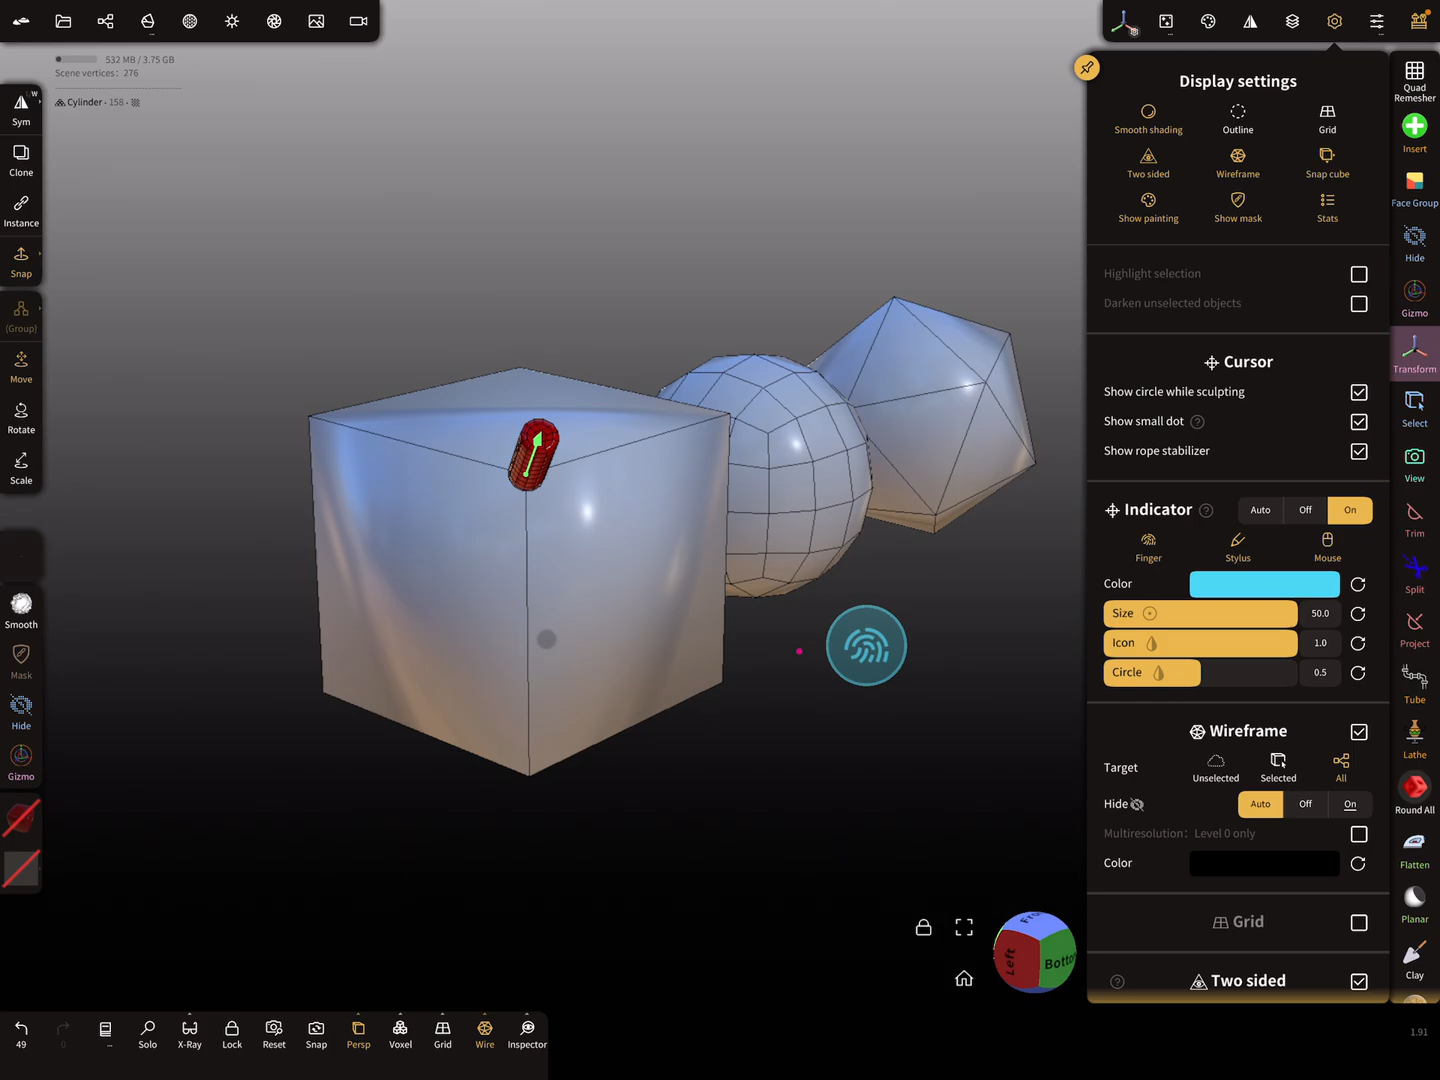 532 MB / 3.75 GB
Scene vertices: 276
Cylinder • 158 •
W
Sym
Clone
Instance
Snap
(Group)
Move
Rotate
Scale
Smooth
Mask
Hide
Gizmo
Display settings
Smooth shading
Outline
Grid
Two sided
Wireframe
Snap cube
Show painting
Show mask
Stats
Highlight selection
Darken unselected objects
Cursor
Show circle while sculpting
Show small dot ?
Show rope stabilizer
Indicator ? Auto Off On
Finger Stylus Mouse
Color
Size 50.0
Icon 1.0
Circle 0.5
Wireframe
Target Unselected Selected All
Hide Auto Off On
Multiresolution: Level 0 only
Color
Grid
? Two sided
Quad
Remesher
Insert
Face Group
Hide
Gizmo
Transform
Select
View
Trim
Split
Project
Tube
Lathe
Round All
Flatten
Planar
Clay
Left
Botto
49
0
...
Solo
X-Ray
Lock
Reset
Snap
Persp
Voxel
Grid
Wire
Inspector
1.91